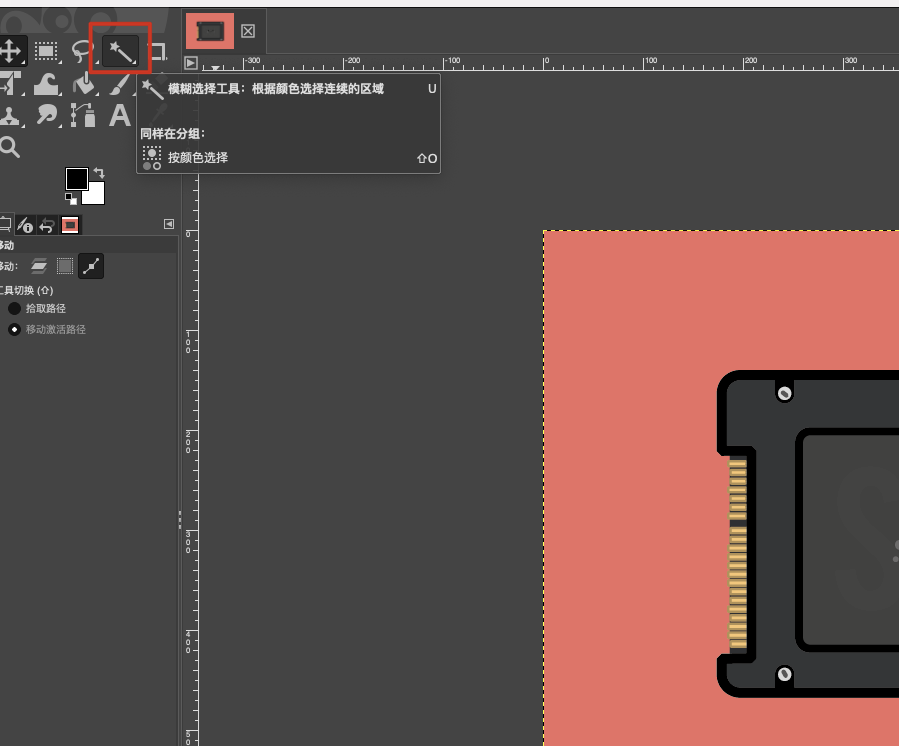 -300
-200
-100
0
100
200
300
模糊选择工具：根据颜色选择连续的区域
U
同样在分组：
按颜色选择
⇧O
A
0
100
200
300
400
移动
移动：
工具切换 (⇧)
拾取路径
移动激活路径